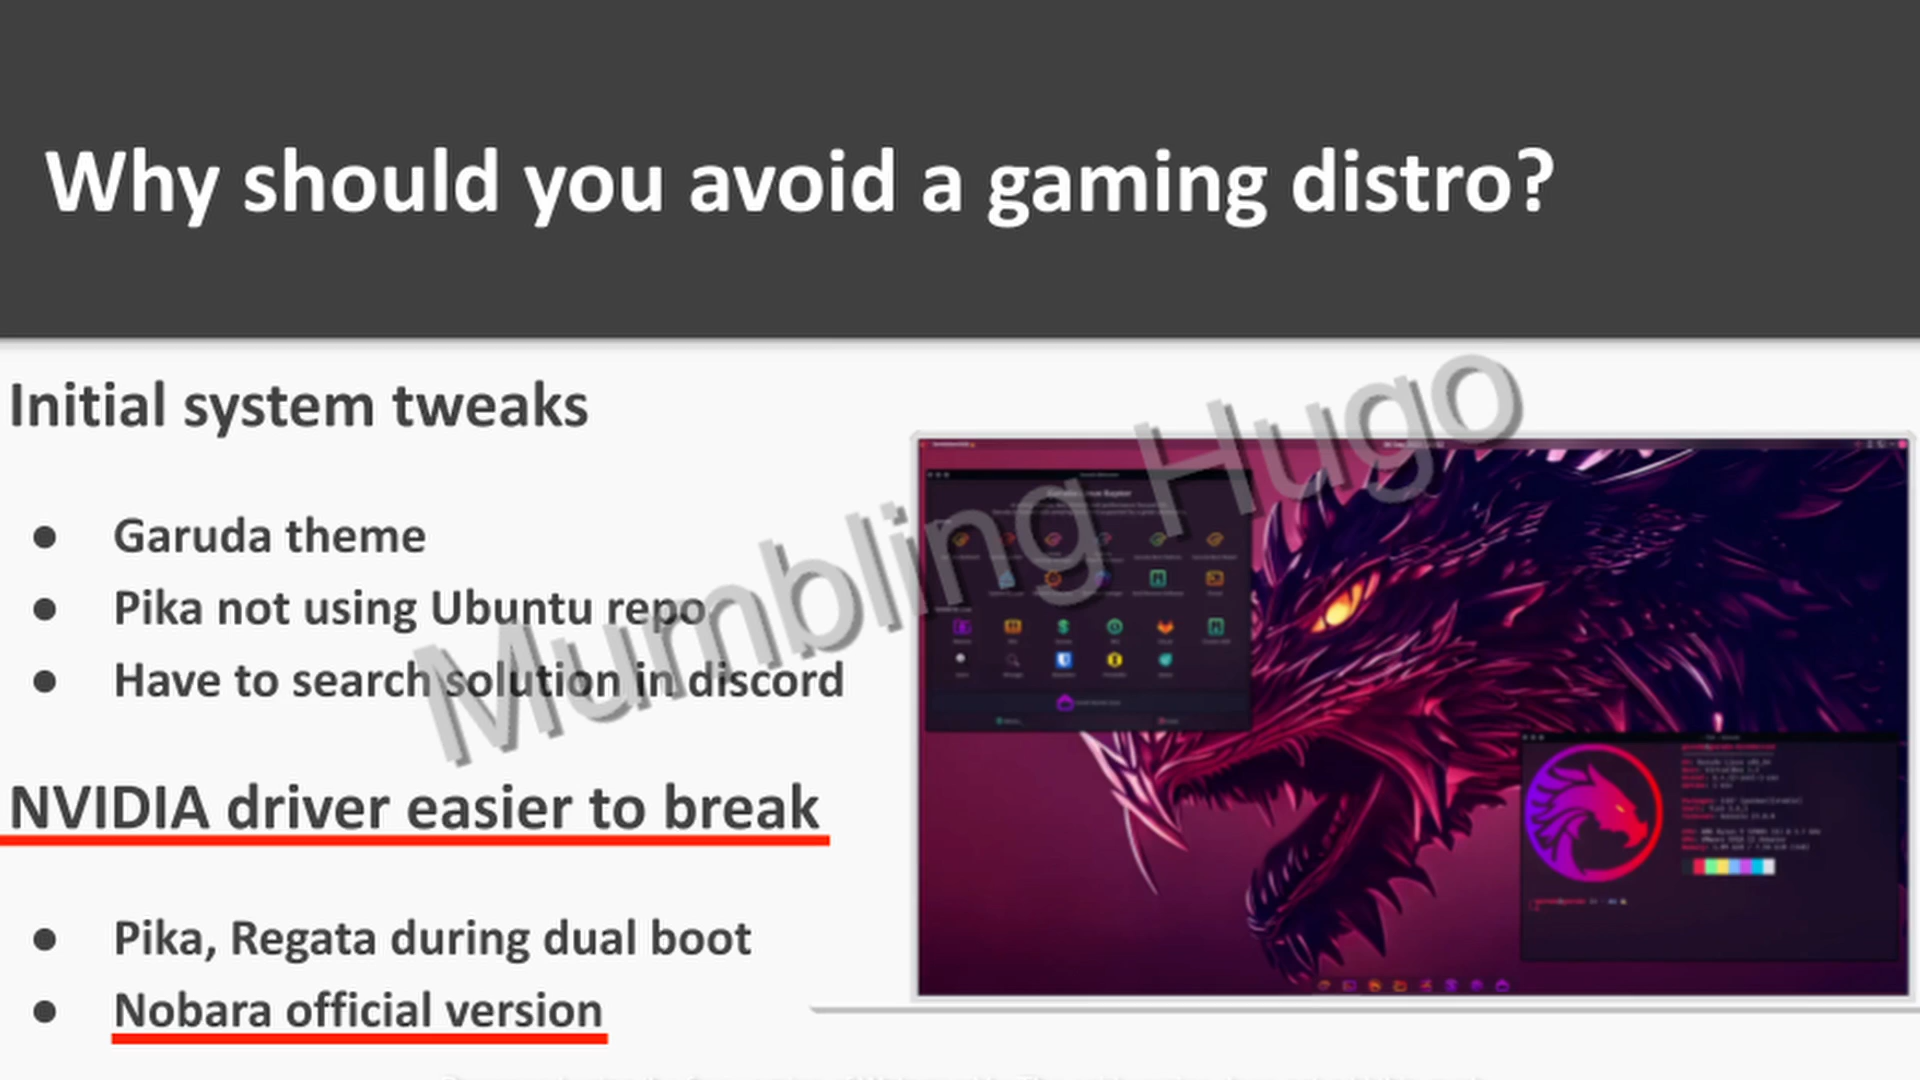 Why should you avoid a gaming distro?
Initial system tweaks
● Garuda theme
● Pika not using Ubuntu repo
● Have to search solution in discord
NVIDIA driver easier to break
● Pika, Regata during dual boot
● Nobara official version
Mumbling Hugo